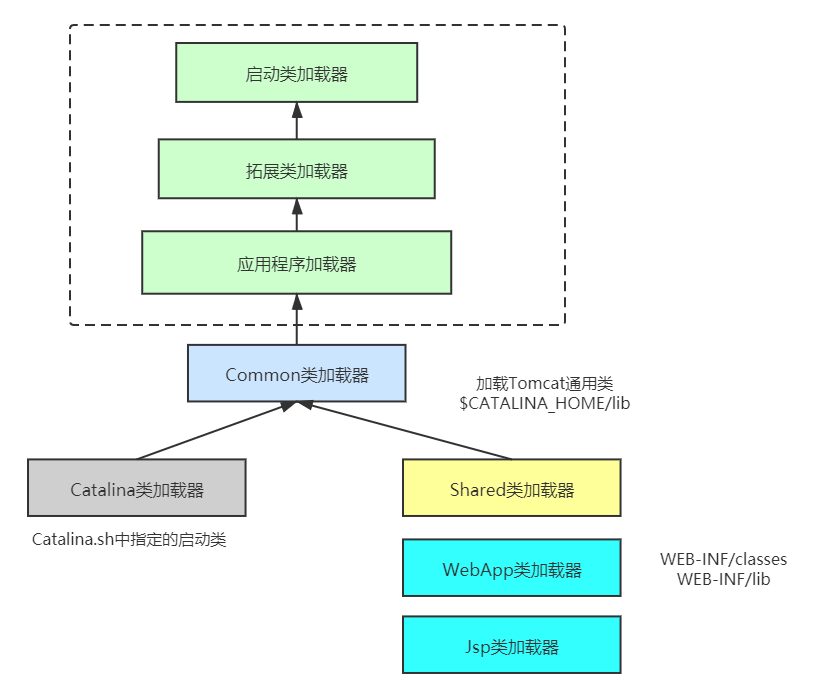 启动类加载器
拓展类加载器
应用程序加载器
Common类加载器
加载Tomcat通用类
$CATALINA_HOME/lib
Catalina类加载器
Shared类加载器
Catalina.sh中指定的启动类
WebApp类加载器
WEB-INF/classes
WEB-INF/lib
Jsp类加载器